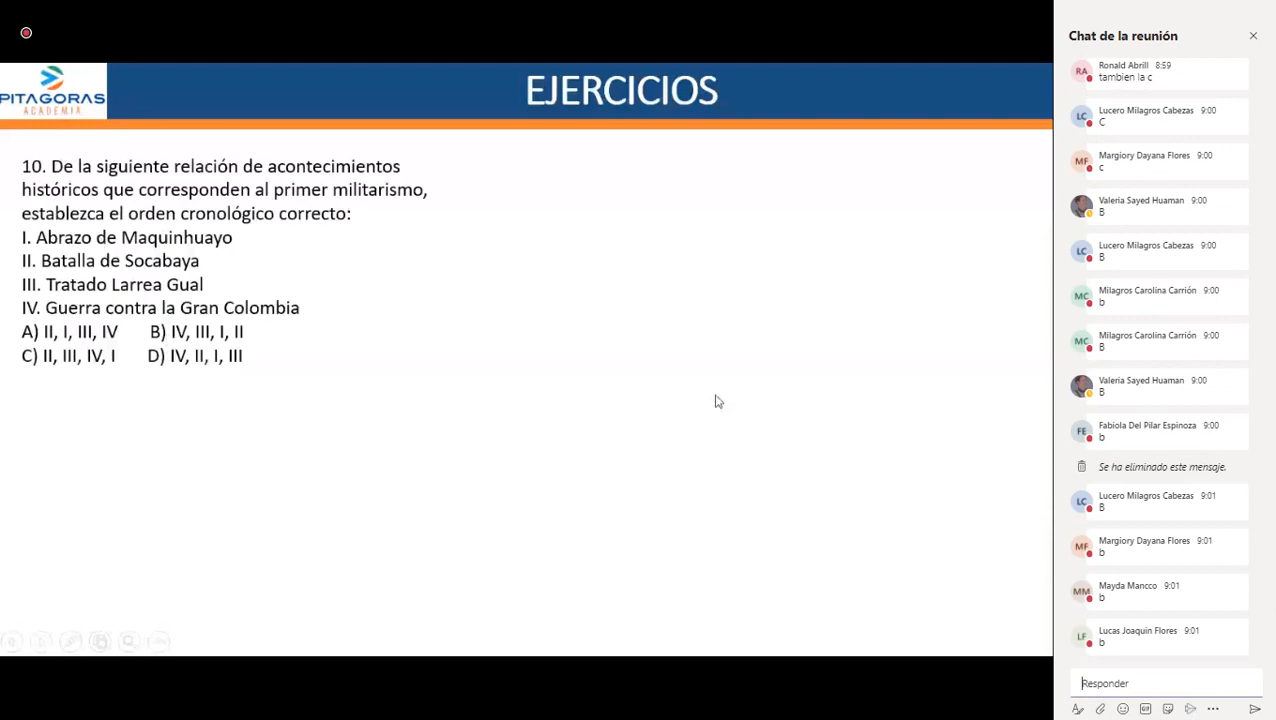 PITAGORAS
ACADEMIA
EJERCICIOS
10. De la siguiente relación de acontecimientos
históricos que corresponden al primer militarismo,
establezca el orden cronológico correcto:
I. Abrazo de Maquinhuayo
II. Batalla de Socabaya
III. Tratado Larrea Gual
IV. Guerra contra la Gran Colombia
A) II, I, III, IV B) IV, III, I, II
C) II, III, IV, I D) IV, II, I, III
Chat de la reunión
RA
Ronald Abrill 8:59
tambien la c
LC
Lucero Milagros Cabezas 9:00
C
MF
Margiory Dayana Flores 9:00
c
Valeria Sayed Huaman 9:00
B
LC
Lucero Milagros Cabezas 9:00
B
MC
Milagros Carolina Carrión 9:00
b
MC
Milagros Carolina Carrión 9:00
B
Valeria Sayed Huaman 9:00
B
FE
Fabiola Del Pilar Espinoza 9:00
b
Se ha eliminado este mensaje.
LC
Lucero Milagros Cabezas 9:01
B
MF
Margiory Dayana Flores 9:01
b
MM
Mayda Mancco 9:01
b
LF
Lucas Joaquin Flores 9:01
b
Responder
GIF